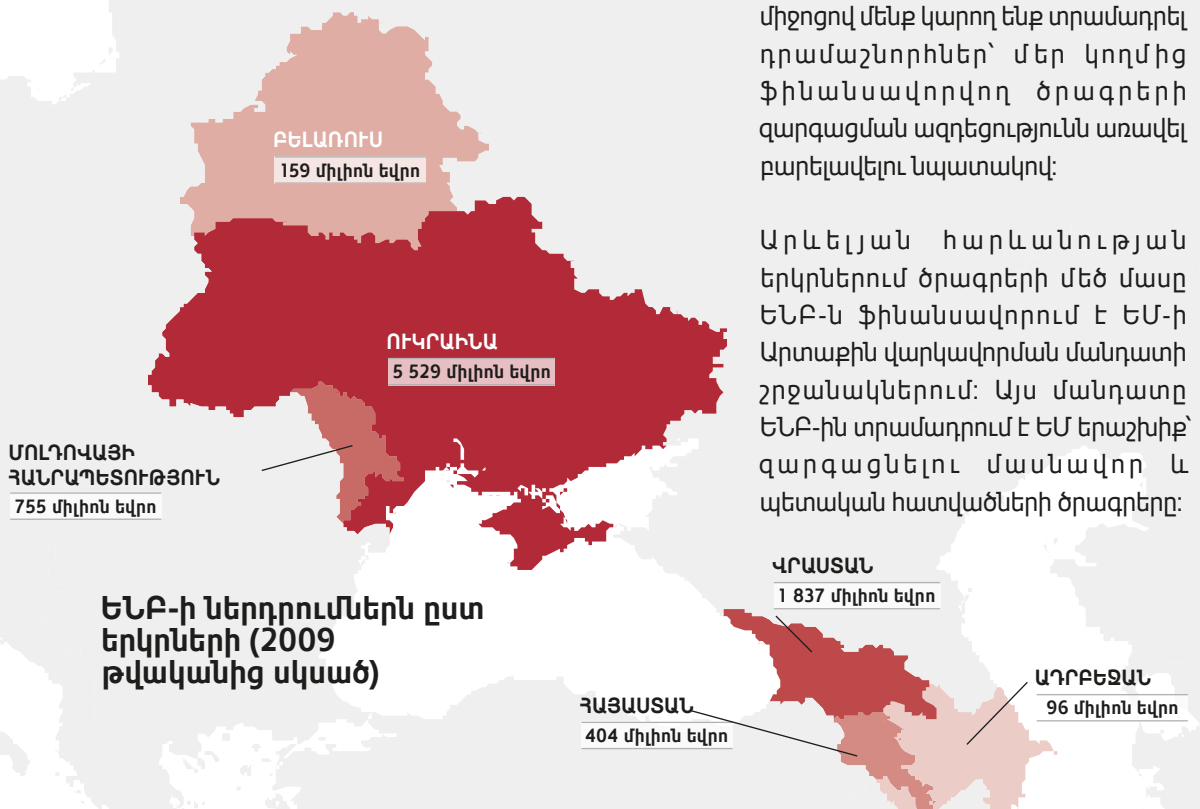 միջոցով մենք կարող ենք տրամադրել
դրամաշնորհներ՝ մեր կողմից
ֆինանսավորվող ծրագրերի
զարգացման ազդեցությունն առավել
բարելավելու նպատակով:
Արևելյան հարևանության
երկրներում ծրագրերի մեծ մասը
ԵՆԲ-ն ֆինանսավորում է ԵՄ-ի
Արտաքին վարկավորման մանդատի
շրջանակներում: Այս մանդատը
ԵՆԲ-ին տրամադրում է ԵՄ երաշխիք՝
զարգացնելու մասնավոր և
պետական հատվածների ծրագրերը:
ԲԵԼԱՌՈՒՍ
159 միլիոն եվրո
ՈՒԿՐԱԻՆԱ
5 529 միլիոն եվրո
ՄՈԼԴՈՎԱՅԻ
ՀԱՆՐԱՊԵՏՈՒԹՅՈՒՆ
755 միլիոն եվրո
ԵՆԲ-ի ներդրումներն ըստ
երկրների (2009
թվականից սկսած)
ՎՐԱՍՏԱՆ
1 837 միլիոն եվրո
ՀԱՅԱՍՏԱՆ
404 միլիոն եվրո
ԱԴՐԲԵՋԱՆ
96 միլիոն եվրո